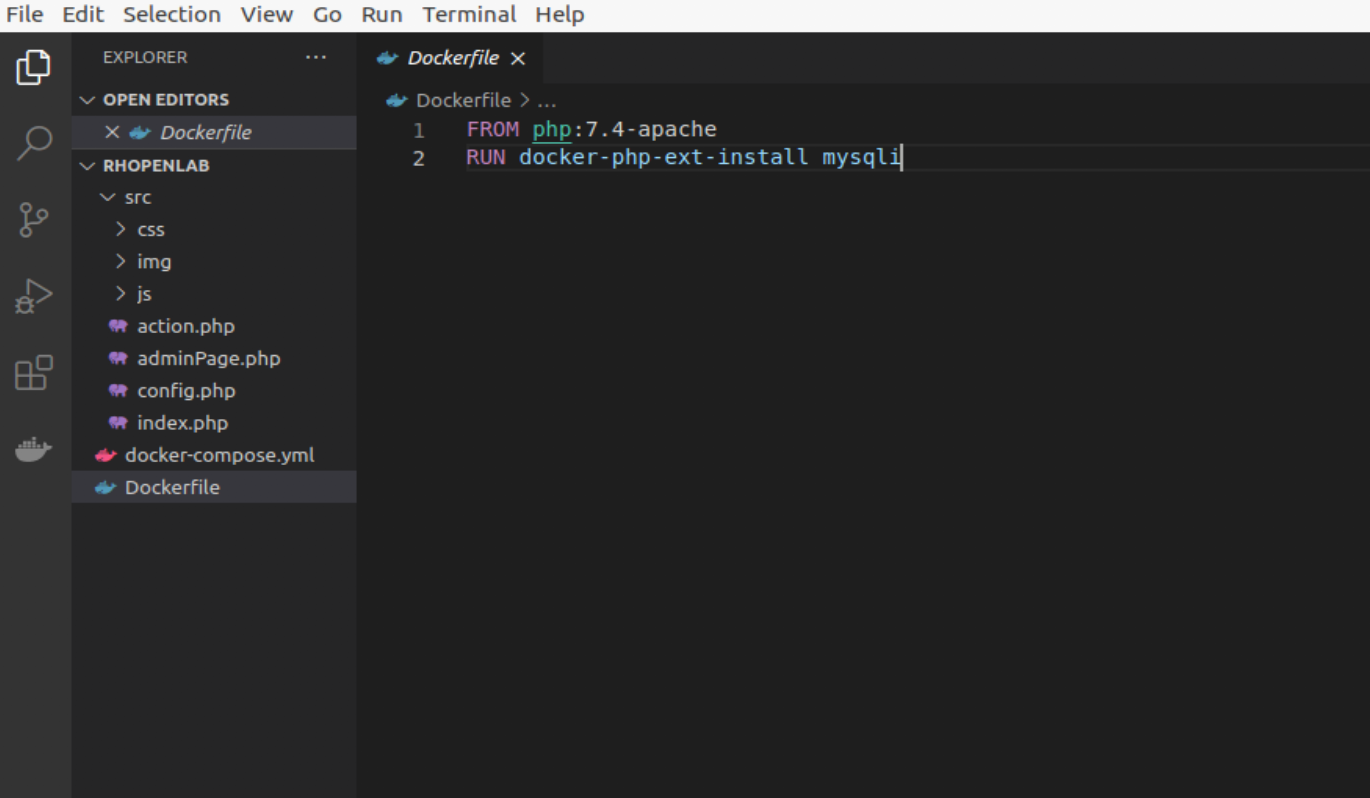 File Edit Selection View Go Run Terminal Help
EXPLORER ...
OPEN EDITORS
Dockerfile
RHOPENLAB
src
css
img
js
action.php
adminPage.php
config.php
index.php
docker-compose.yml
Dockerfile
Dockerfile
Dockerfile > ...
1 FROM php:7.4-apache
2 RUN docker-php-ext-install mysqli